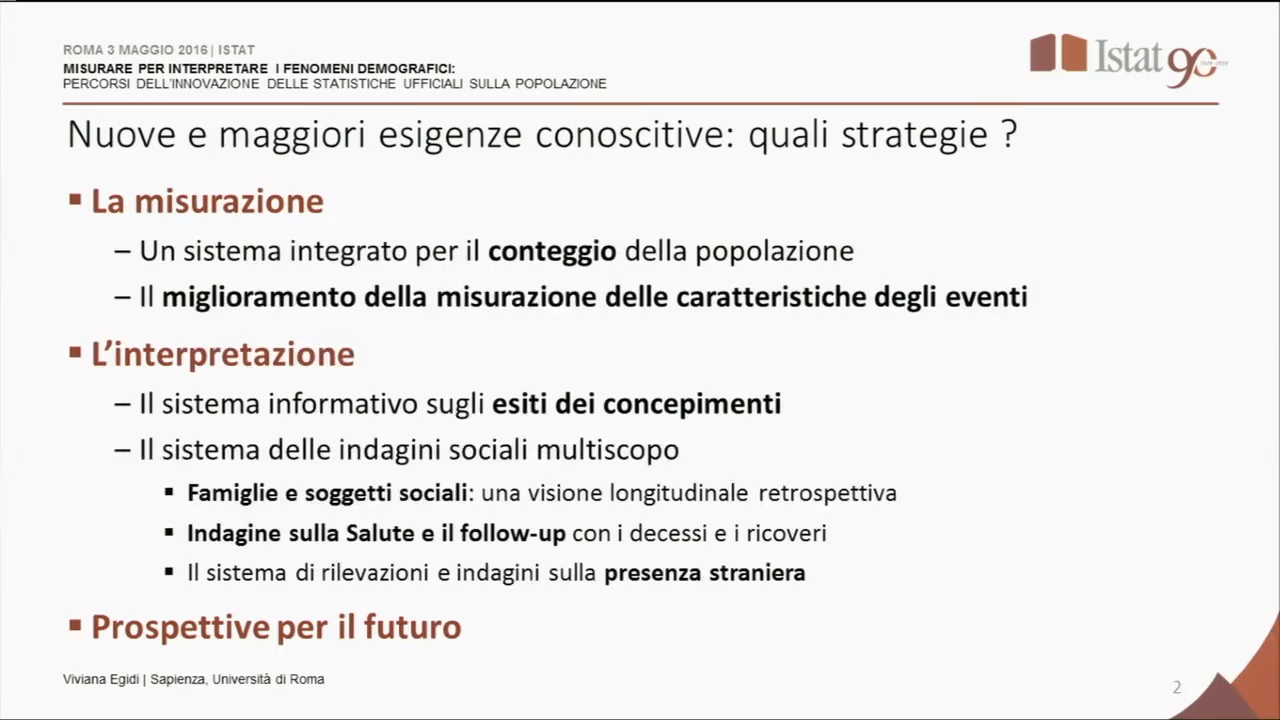 ROMA 3 MAGGIO 2016 | ISTAT
MISURARE PER INTERPRETARE I FENOMENI DEMOGRAFICI:
PERCORSI DELL'INNOVAZIONE DELLE STATISTICHE UFFICIALI SULLA POPOLAZIONE
Istat 90
Nuove e maggiori esigenze conoscitive: quali strategie ?
▪ La misurazione
– Un sistema integrato per il conteggio della popolazione
– Il miglioramento della misurazione delle caratteristiche degli eventi
▪ L'interpretazione
– Il sistema informativo sugli esiti dei concepimenti
– Il sistema delle indagini sociali multiscopo
▪ Famiglie e soggetti sociali: una visione longitudinale retrospettiva
▪ Indagine sulla Salute e il follow-up con i decessi e i ricoveri
▪ Il sistema di rilevazioni e indagini sulla presenza straniera
▪ Prospettive per il futuro
Viviana Egidi | Sapienza, Università di Roma
2